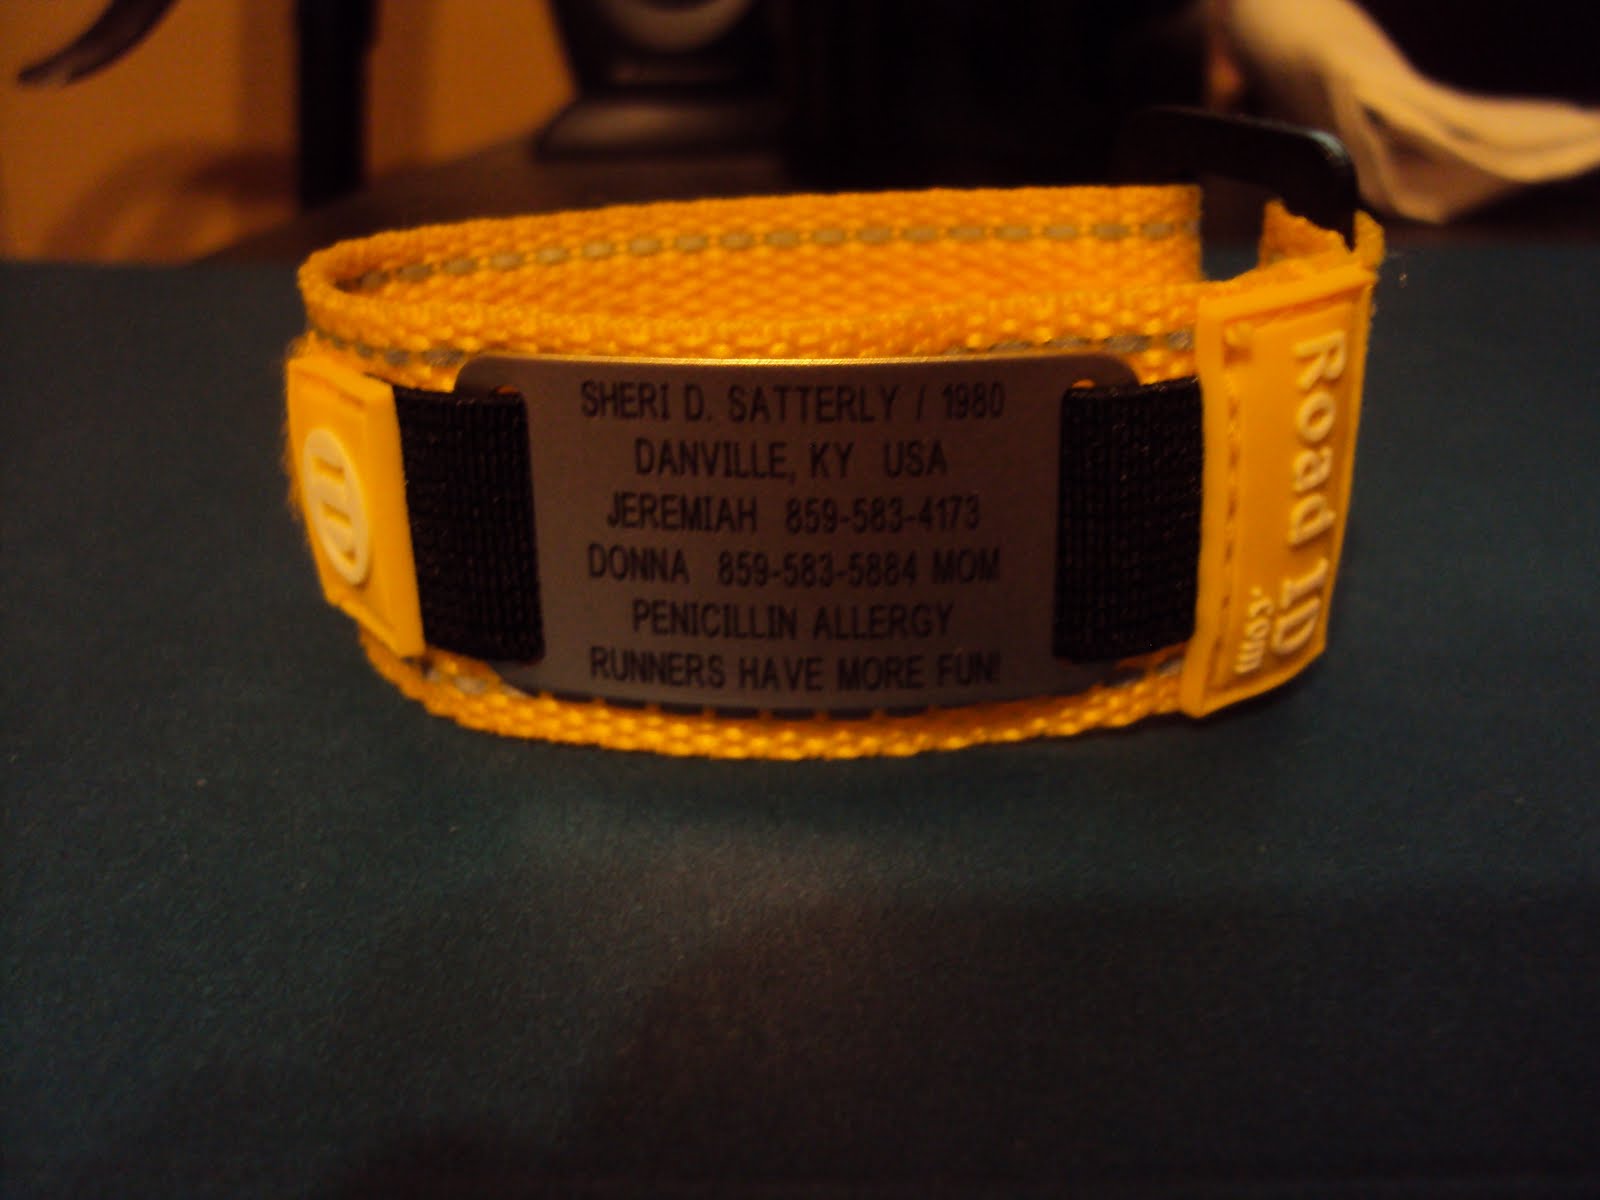 SHERI D. SATTERLY / 1980
DANVILLE, KY USA
JEREMIAH 859-583-4173
DONNA 859-583-5884 MOM
PENICILLIN ALLERGY
RUNNERS HAVE MORE FUN!
Road ID
.com
ID